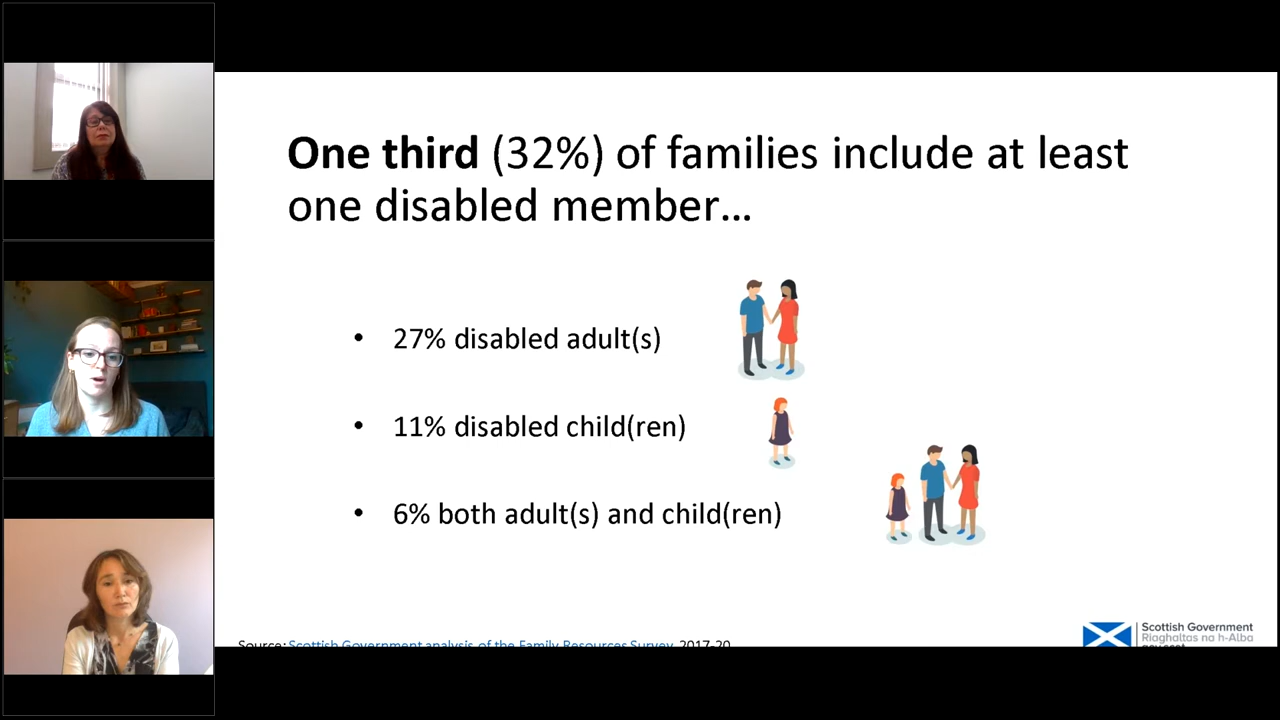 One third (32%) of families include at least
one disabled member…
• 27% disabled adult(s)
• 11% disabled child(ren)
• 6% both adult(s) and child(ren)
Source: Scottish Government analysis of the Family Resources Survey, 2017-20
Scottish Government
Riaghaltas na h-Alba
gov.scot